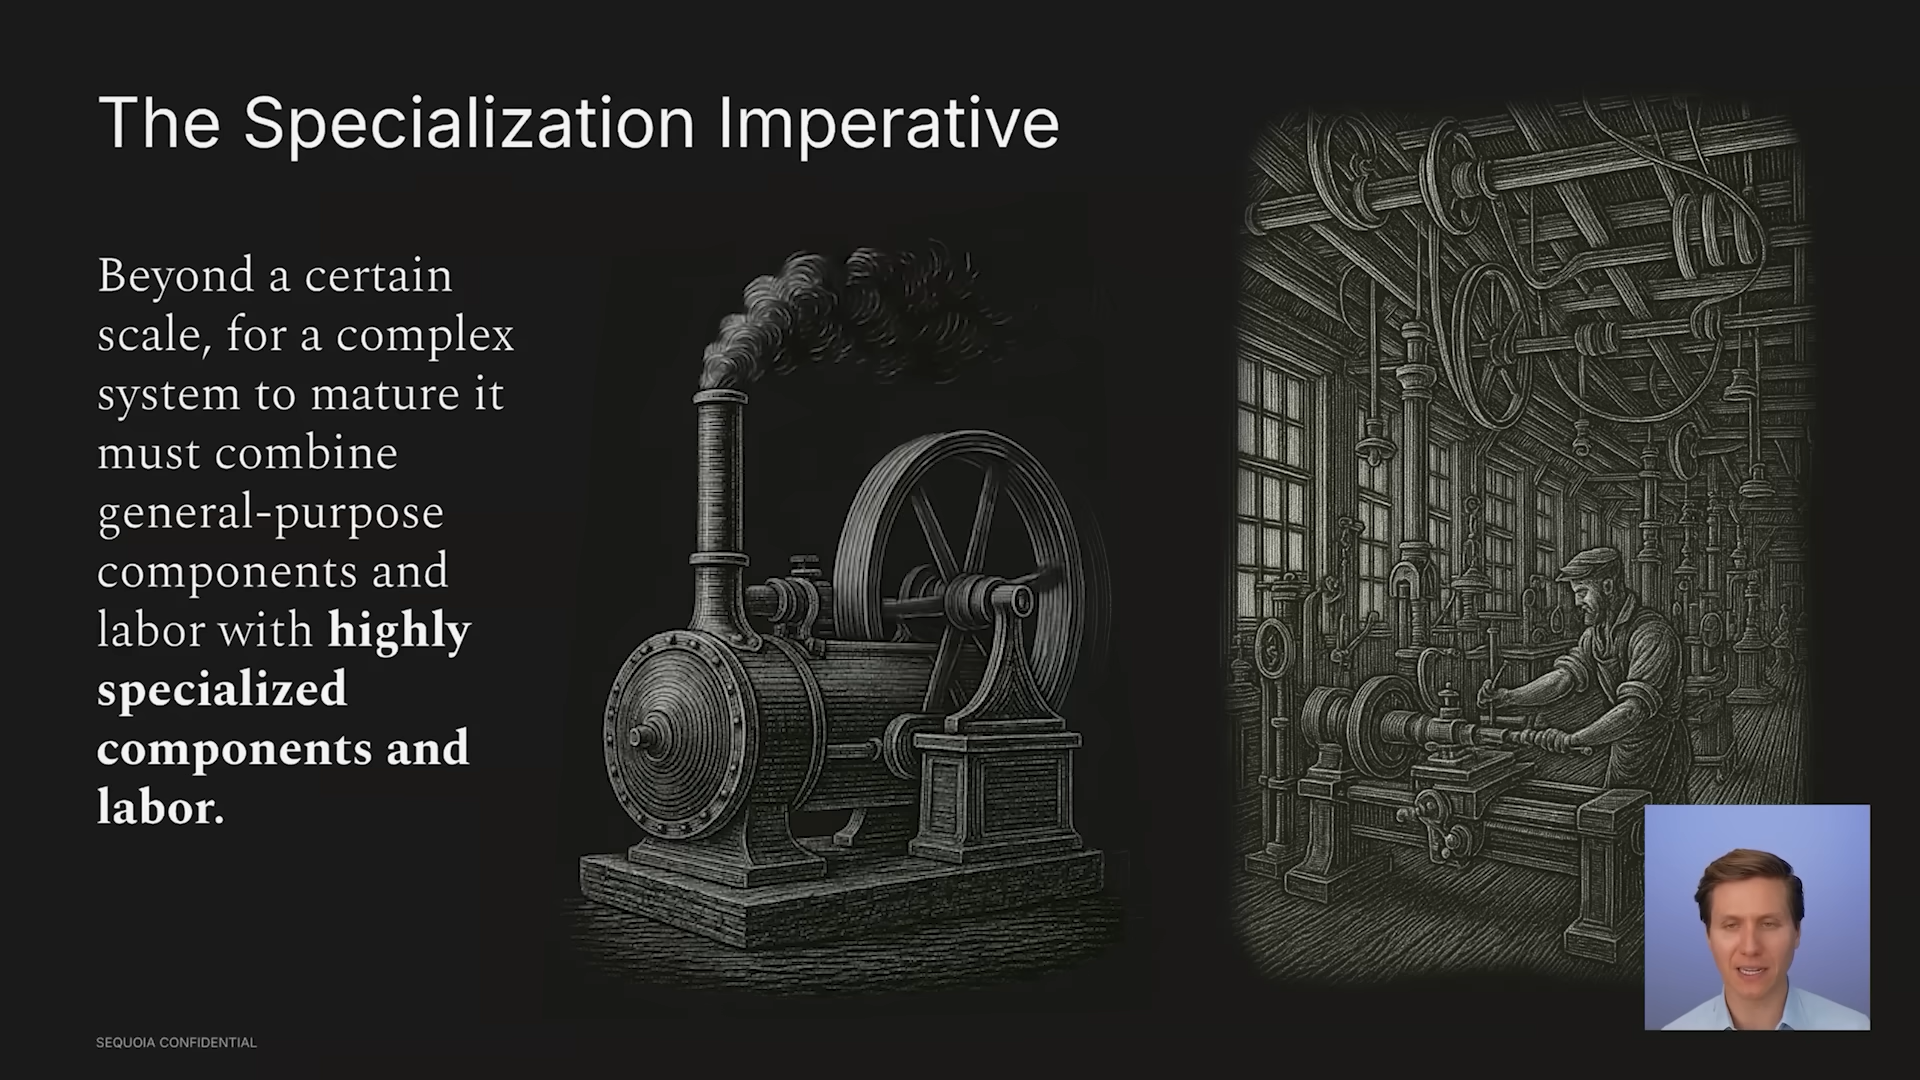 The Specialization Imperative
Beyond a certain
scale, for a complex
system to mature it
must combine
general-purpose
components and
labor with highly
specialized
components and
labor.
SEQUOIA CONFIDENTIAL